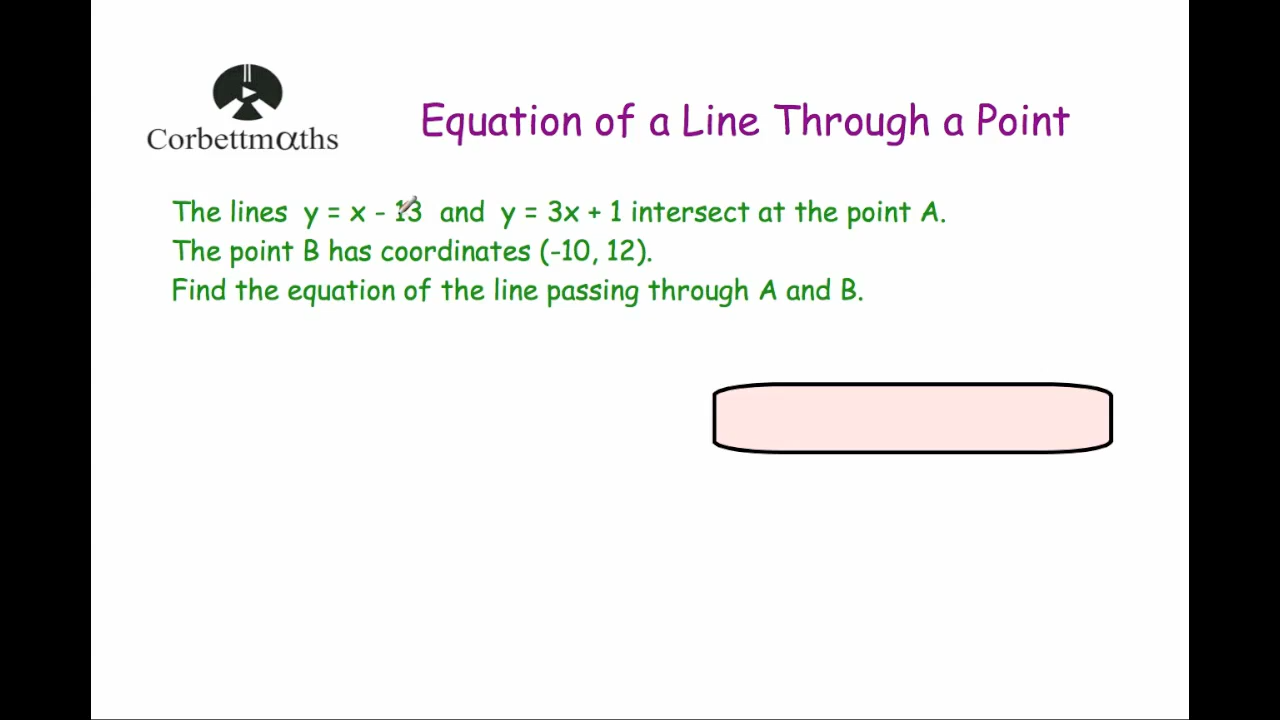 Corbettmαths
Equation of a Line Through a Point
The lines y = x - 13 and y = 3x + 1 intersect at the point A.
The point B has coordinates (-10, 12).
Find the equation of the line passing through A and B.